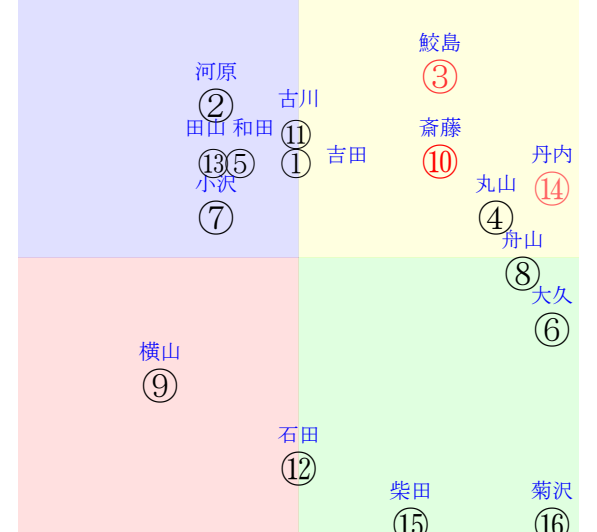 鮫島
③
河原
②
古川
⑪
田山 和田
⑬⑤
①
吉田
斎藤
⑩
丹内
⑭
小沢
⑦
丸山
④
舟山
⑧
大久
⑥
横山
⑨
石田
⑫
柴田
⑮
菊沢
⑯